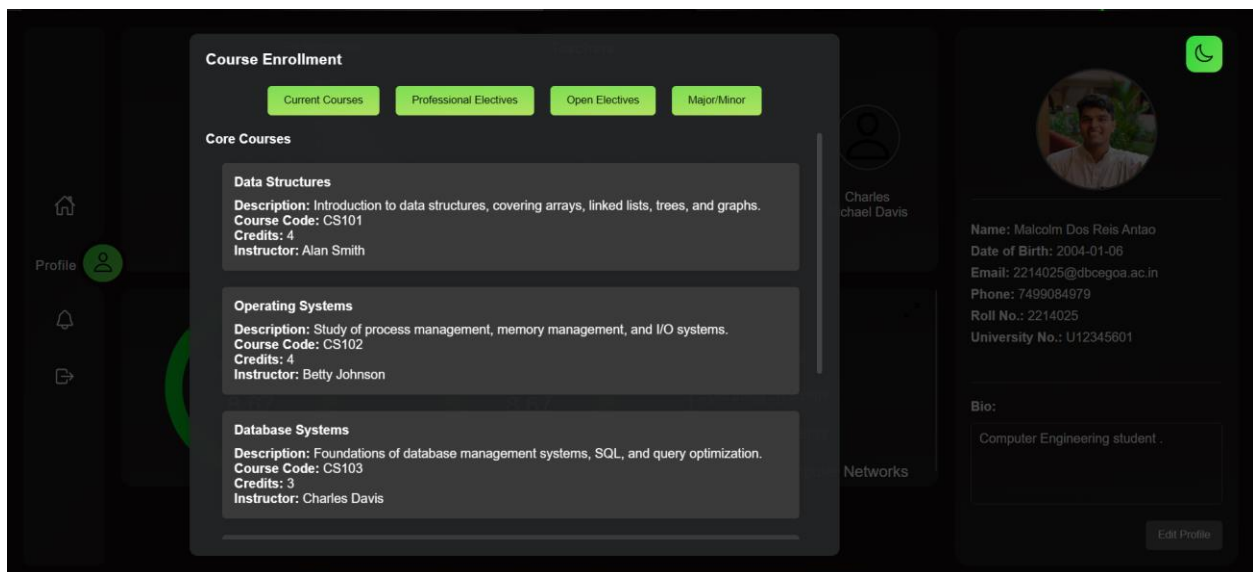 Course Enrollment
Current Courses
Professional Electives
Open Electives
Major/Minor
Core Courses
Data Structures
Description: Introduction to data structures, covering arrays, linked lists, trees, and graphs.
Course Code: CS101
Credits: 4
Instructor: Alan Smith
Operating Systems
Description: Study of process management, memory management, and I/O systems.
Course Code: CS102
Credits: 4
Instructor: Betty Johnson
Database Systems
Description: Foundations of database management systems, SQL, and query optimization.
Course Code: CS103
Credits: 3
Instructor: Charles Davis
Profile
Charles
chael Davis
Networks
Name: Malcolm Dos Reis Antao
Date of Birth: 2004-01-06
Email: 2214025@dbcegoa.ac.in
Phone: 7499084979
Roll No.: 2214025
University No.: U12345601
Bio:
Computer Engineering student .
Edit Profile